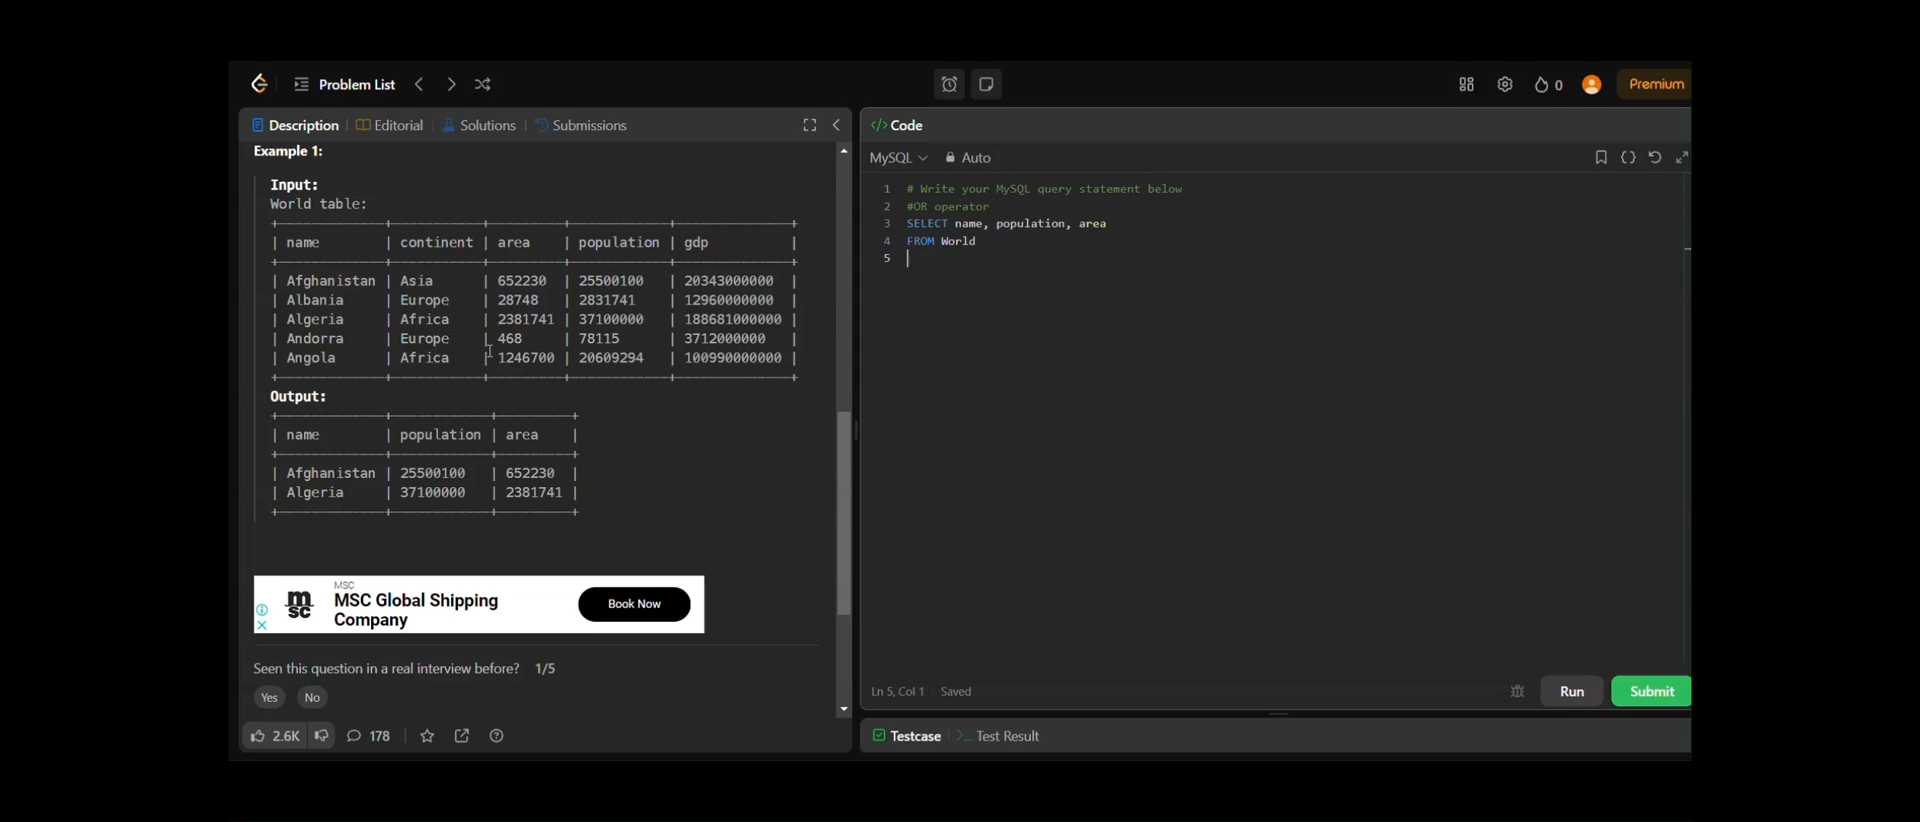 Problem List
0
Premium
Description
Editorial
Solutions
Submissions
Example 1:
Input:
World table:
| name | continent | area | population | gdp |
| Afghanistan | Asia | 652230 | 25500100 | 20343000000 |
| Albania | Europe | 28748 | 2831741 | 12960000000 |
| Algeria | Africa | 2381741 | 37100000 | 188681000000 |
| Andorra | Europe | 468 | 78115 | 3712000000 |
| Angola | Africa | 1246700 | 20609294 | 100990000000 |
Output:
| name | population | area |
| Afghanistan | 25500100 | 652230 |
| Algeria | 37100000 | 2381741 |
msc
MSC
MSC Global Shipping
Company
Book Now
Seen this question in a real interview before? 1/5
Yes No
2.6K 178
</> Code
MySQL Auto
1 # Write your MySQL query statement below
2 #OR operator
3 SELECT name, population, area
4 FROM World
5
Ln 5, Col 1 Saved
Run Submit
Testcase >_ Test Result